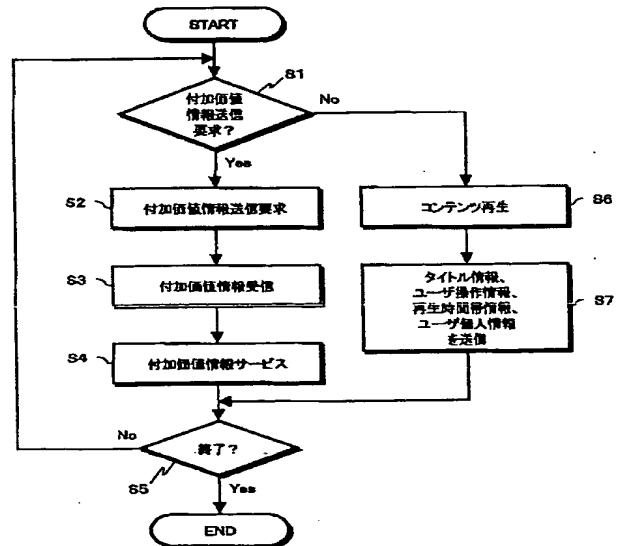 START
S1
付加価値
情報送信
要求？
No
Yes
S2
付加価値情報送信要求
コンテンツ再生
S6
S3
付加価値情報受信
タイトル情報、
ユーザ操作情報、
再生時間帯情報、
ユーザ個人情報
を送信
S7
S4
付加価値情報サービス
No
終了？
S5
Yes
END